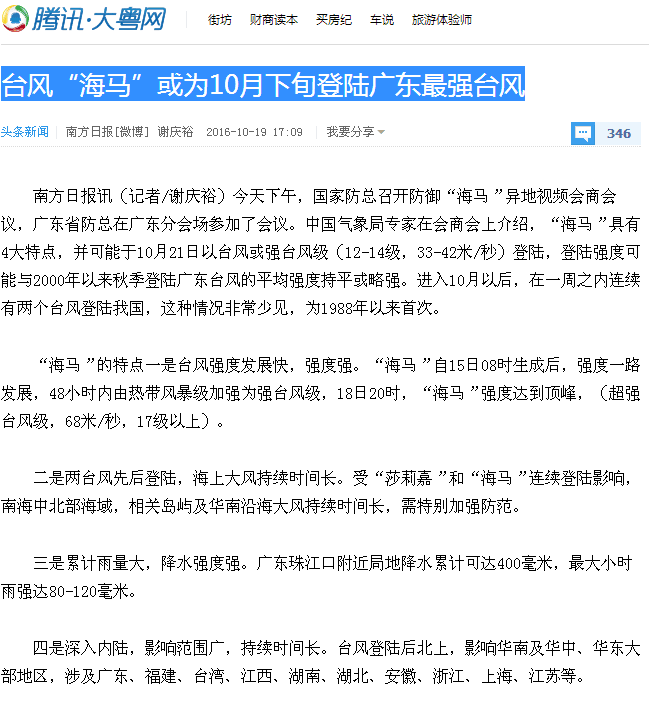 腾讯·大粤网 街坊 财商读本 买房纪 车说 旅游体验师
台风“海马”或为10月下旬登陆广东最强台风
头条新闻 南方日报[微博] 谢庆裕 2016-10-19 17:09 我要分享 346
南方日报讯（记者/谢庆裕）今天下午，国家防总召开防御“海马”异地视频会商会
议，广东省防总在广东分会场参加了会议。中国气象局专家在会商会上介绍，“海马”具有
4大特点，并可能于10月21日以台风或强台风级（12-14级，33-42米/秒）登陆，登陆强度可
能与2000年以来秋季登陆广东台风的平均强度持平或略强。进入10月以后，在一周之内连续
有两个台风登陆我国，这种情况非常少见，为1988年以来首次。
“海马”的特点一是台风强度发展快，强度强。“海马”自15日08时生成后，强度一路
发展，48小时内由热带风暴级加强为强台风级，18日20时，“海马”强度达到顶峰，（超强
台风级，68米/秒，17级以上）。
二是两台风先后登陆，海上大风持续时间长。受“莎莉嘉”和“海马”连续登陆影响，
南海中北部海域，相关岛屿及华南沿海大风持续时间长，需特别加强防范。
三是累计雨量大，降水强度强。广东珠江口附近局地降水累计可达400毫米，最大小时
雨强达80-120毫米。
四是深入内陆，影响范围广，持续时间长。台风登陆后北上，影响华南及华中、华东大
部地区，涉及广东、福建、台湾、江西、湖南、湖北、安徽、浙江、上海、江苏等。